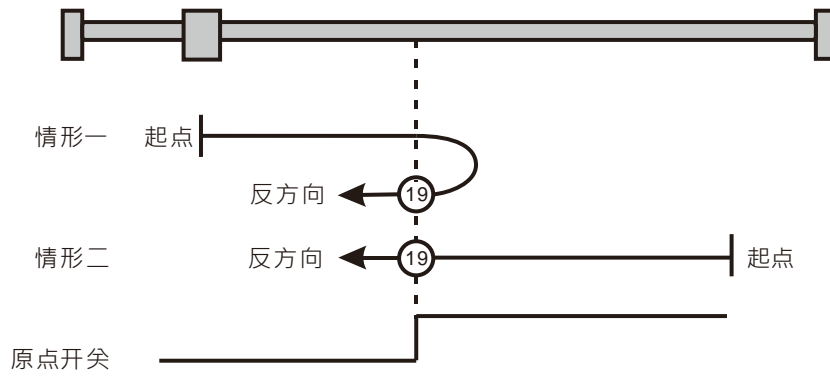 情形一 起点
反方向 19
情形二 反方向 19 起点
原点开关